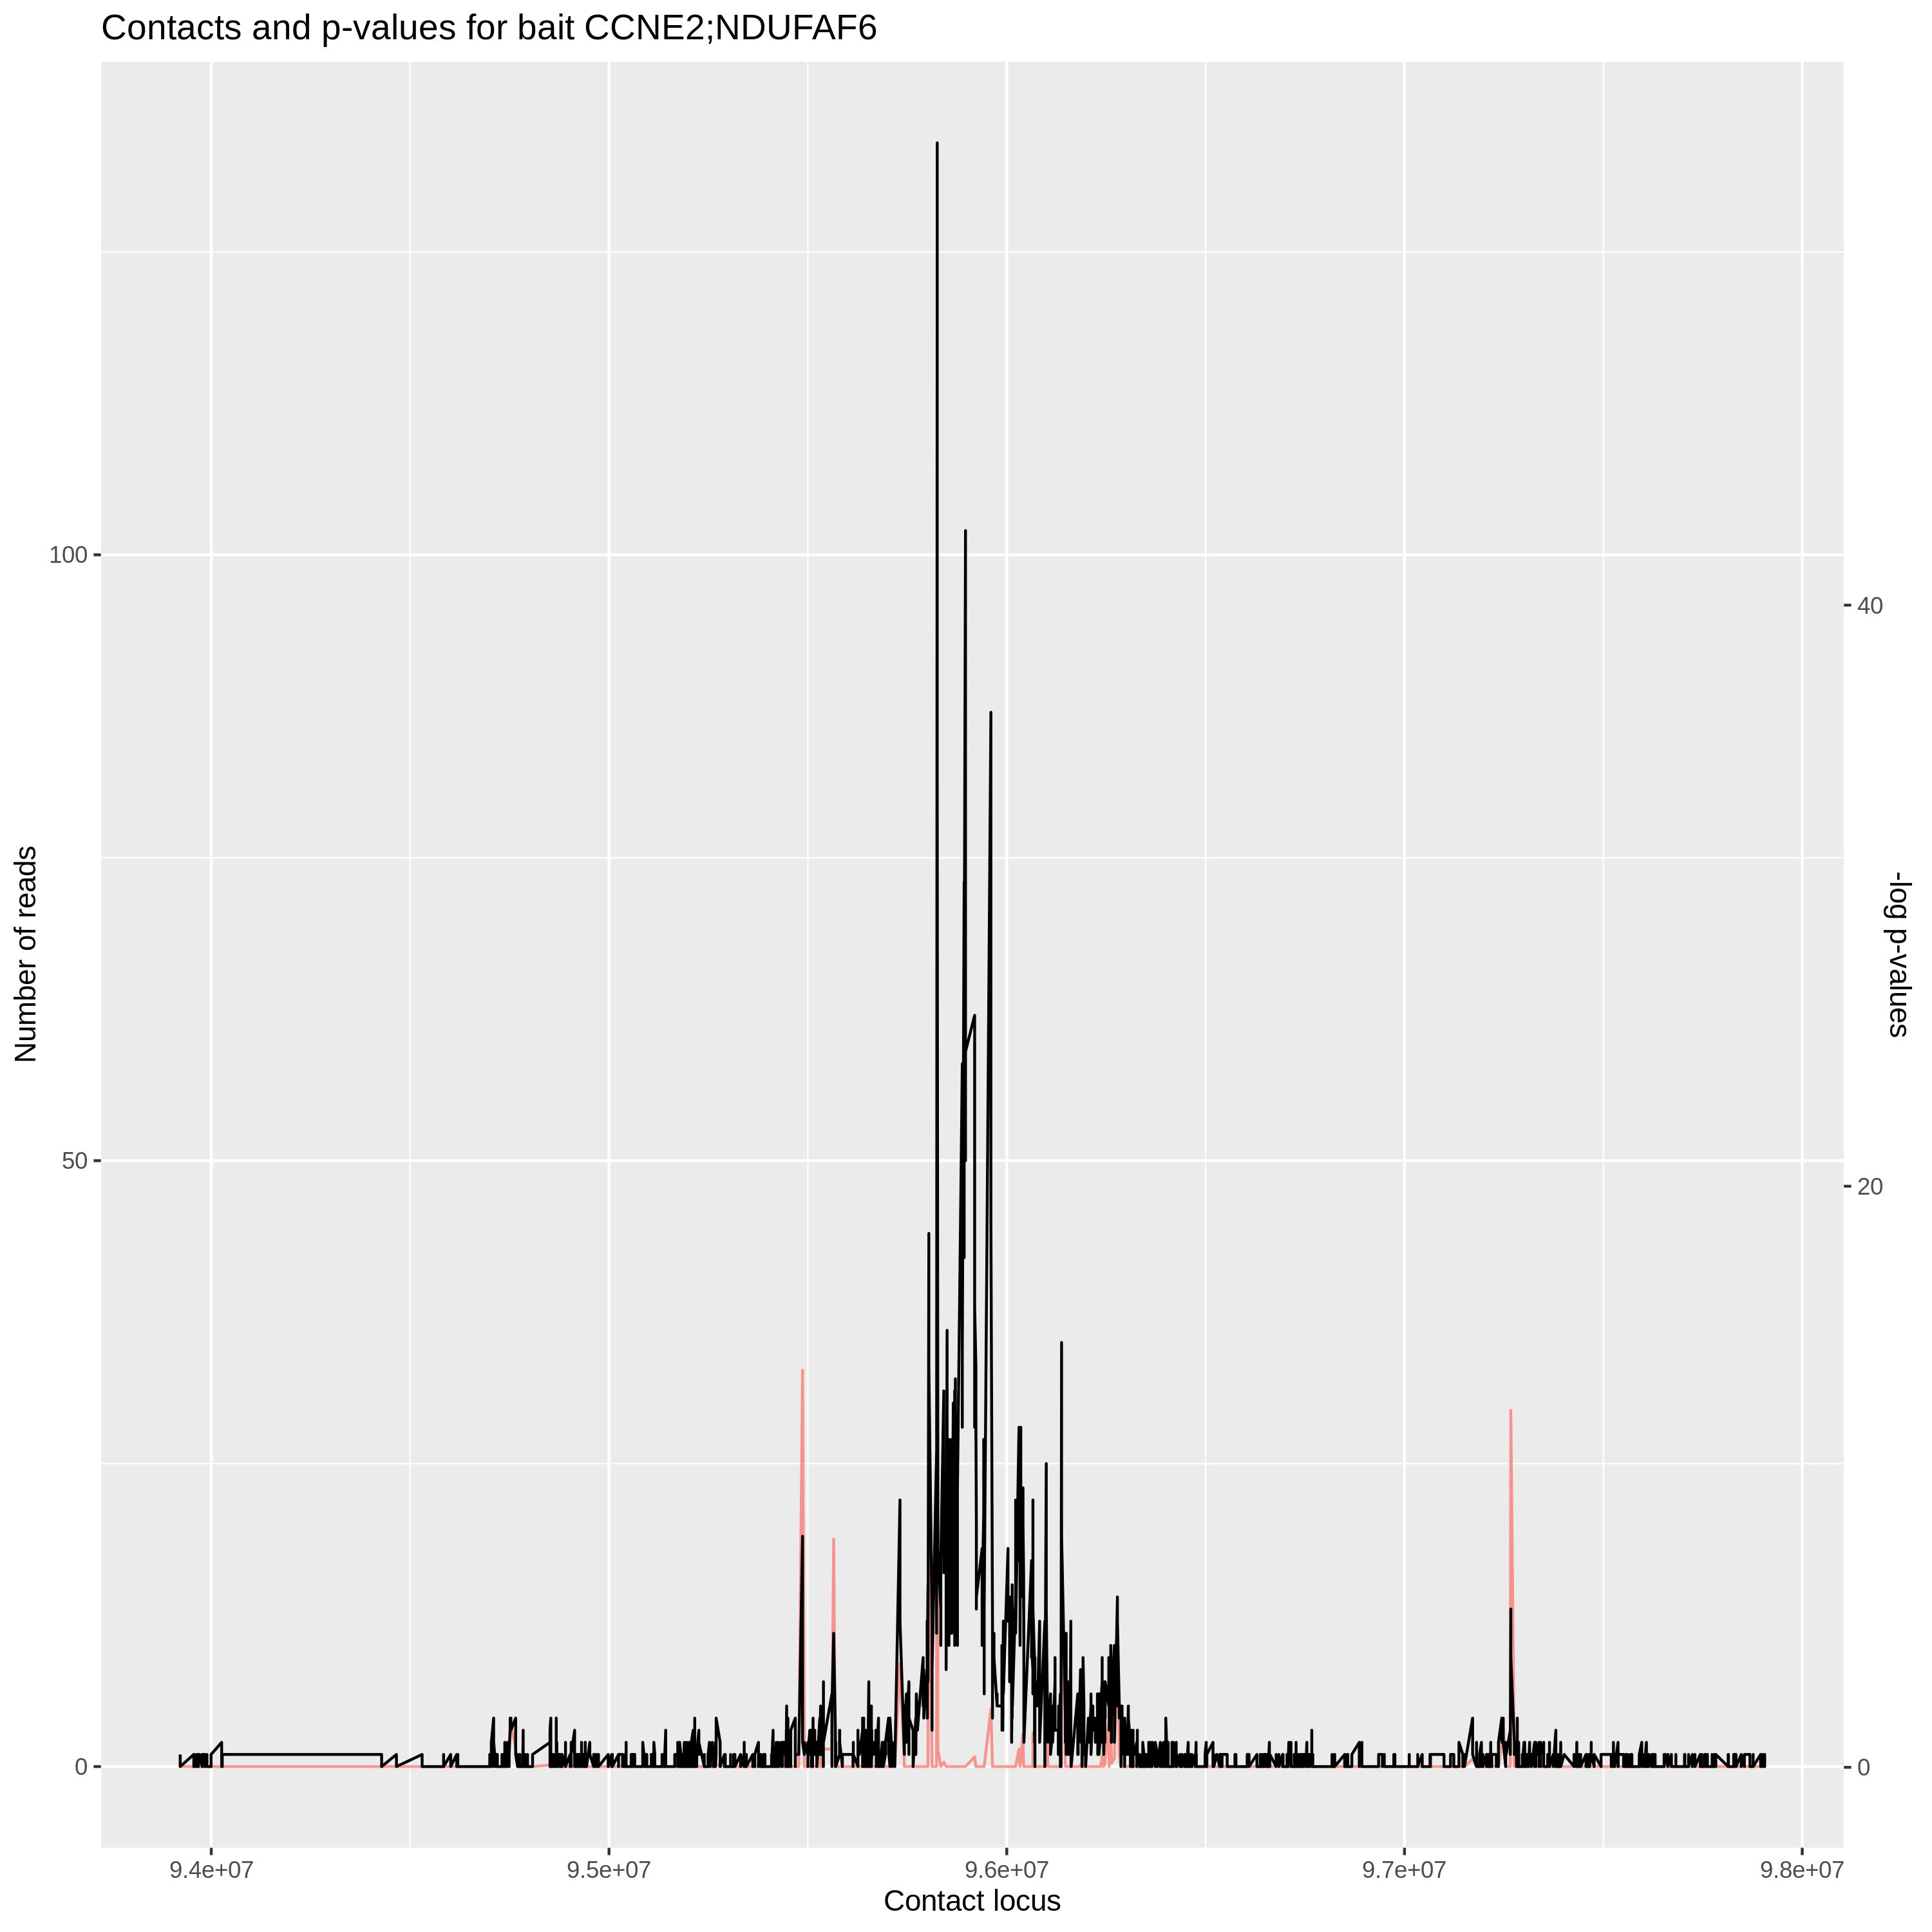 Contacts and p-values for bait CCNE2;NDUFAF6
100
50
0
Number of reads
40
20
0
-log p-values
9.4e+07 9.5e+07 9.6e+07 9.7e+07 9.8e+07
Contact locus